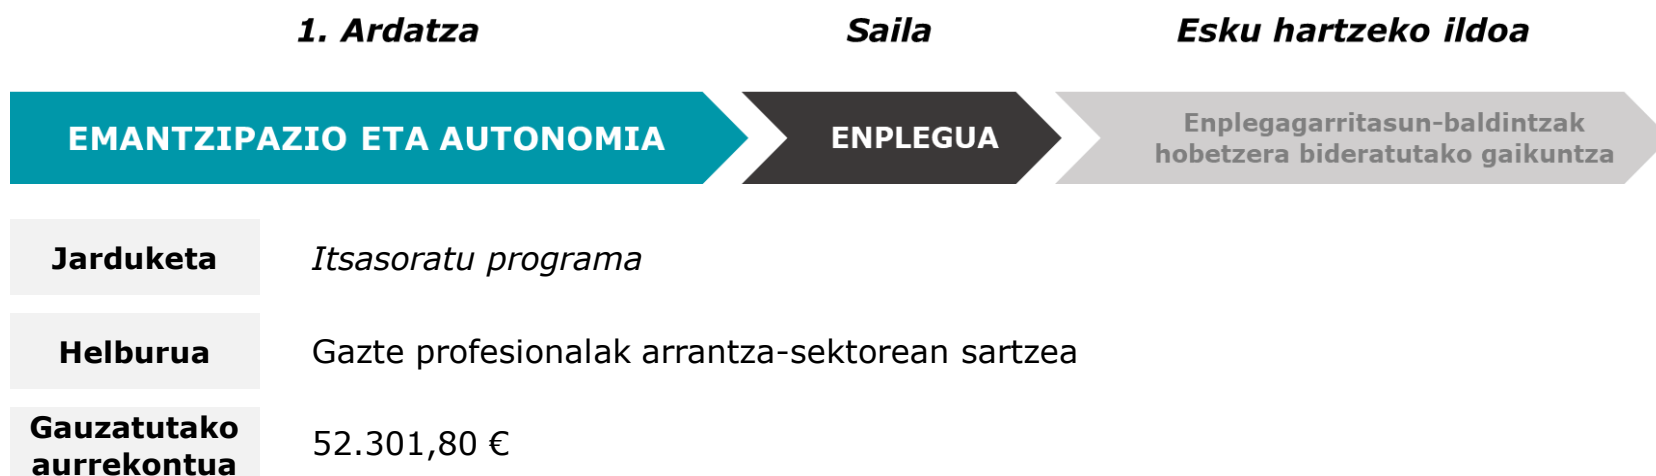 1. Ardatza
Saila
Esku hartzeko ildoa
EMANTZIPAZIO ETA AUTONOMIA
ENPLEGUA
Enplegagarritasun-baldintzak
hobetzera bideratutako gaikuntza
Jarduketa
Itsasoratu programa
Helburua
Gazte profesionalak arrantza-sektorean sartzea
Gauzatutako
aurrekontua
52.301,80 €